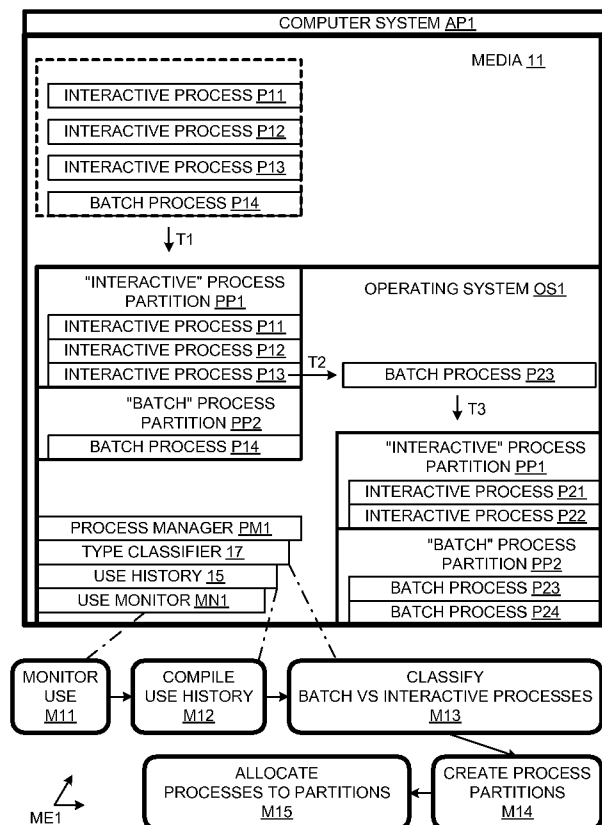 COMPUTER SYSTEM AP1
MEDIA 11
INTERACTIVE PROCESS P11
INTERACTIVE PROCESS P12
INTERACTIVE PROCESS P13
BATCH PROCESS P14
T1
"INTERACTIVE" PROCESS
PARTITION PP1
INTERACTIVE PROCESS P11
INTERACTIVE PROCESS P12
INTERACTIVE PROCESS P13
"BATCH" PROCESS
PARTITION PP2
BATCH PROCESS P14
OPERATING SYSTEM OS1
T2
BATCH PROCESS P23
T3
"INTERACTIVE" PROCESS
PARTITION PP1
INTERACTIVE PROCESS P21
INTERACTIVE PROCESS P22
"BATCH" PROCESS
PARTITION PP2
BATCH PROCESS P23
BATCH PROCESS P24
PROCESS MANAGER PM1
TYPE CLASSIFIER 17
USE HISTORY 15
USE MONITOR MN1
MONITOR
USE
M11
COMPILE
USE HISTORY
M12
CLASSIFY
BATCH VS INTERACTIVE PROCESSES
M13
CREATE PROCESS
PARTITIONS
M14
ALLOCATE
PROCESSES TO PARTITIONS
M15
ME1